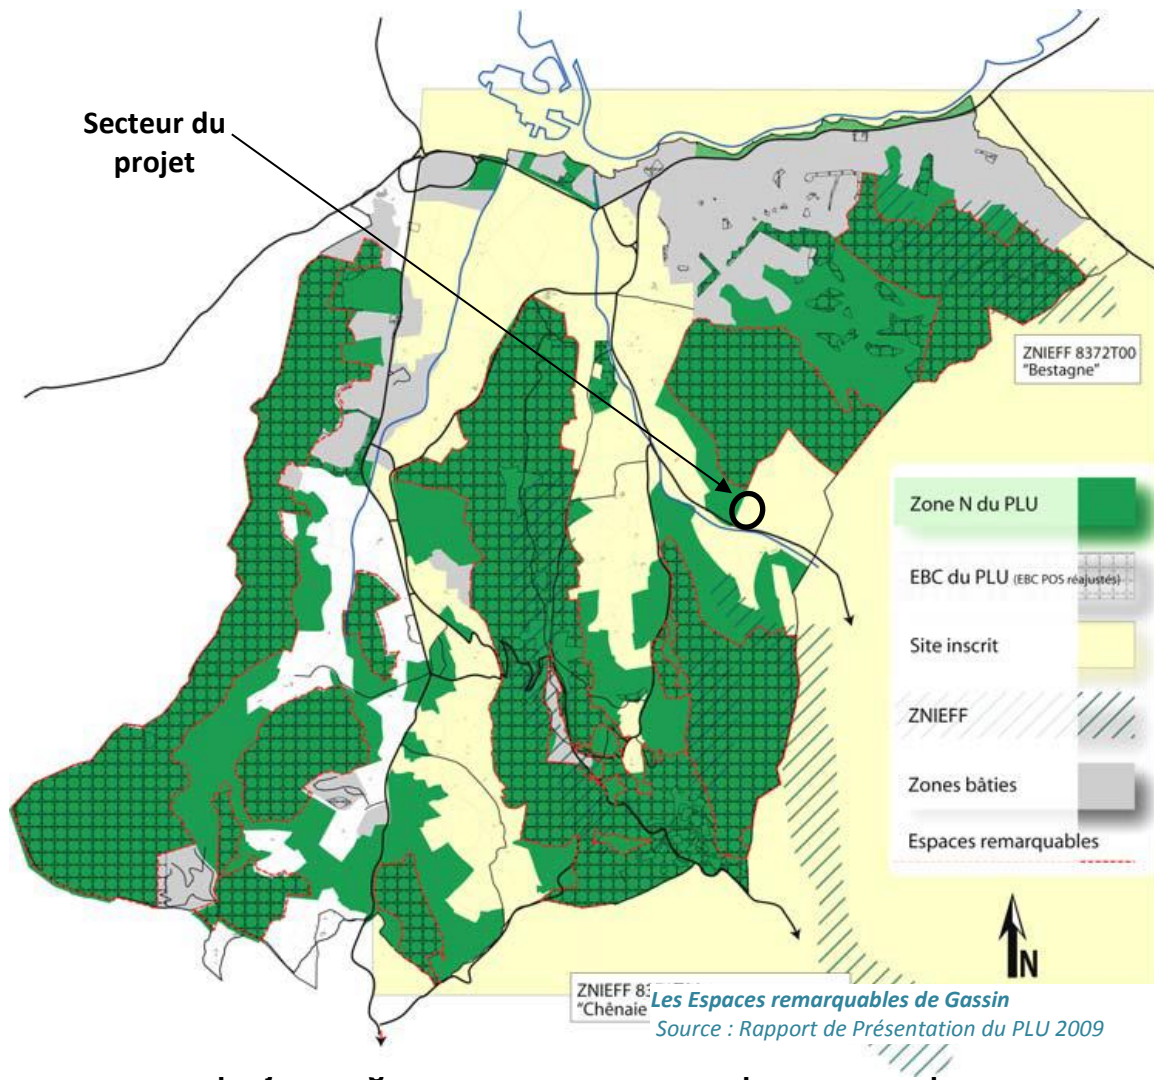 Secteur du
projet
ZNIEFF 8372T00
"Bestagne"
Zone N du PLU
EBC du PLU (EBC POS réajustés)
Site inscrit
ZNIEFF
Zones bâties
Espaces remarquables
N
ZNIEFF 83
"Chênaie
Les Espaces remarquables de Gassin
Source : Rapport de Présentation du PLU 2009